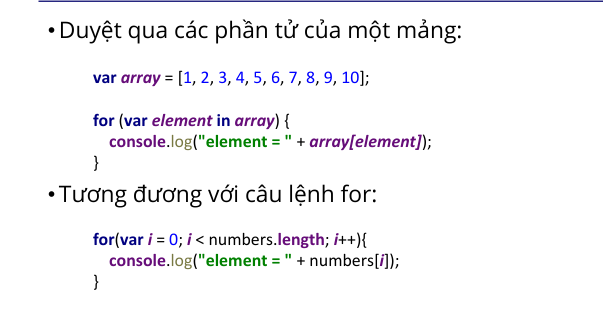 • Duyệt qua các phần tử của một mảng:
var array = [1, 2, 3, 4, 5, 6, 7, 8, 9, 10];
for (var element in array) {
console.log("element = " + array[element]);
}
• Tương đương với câu lệnh for:
for(var i = 0; i < numbers.length; i++){
console.log("element = " + numbers[i]);
}